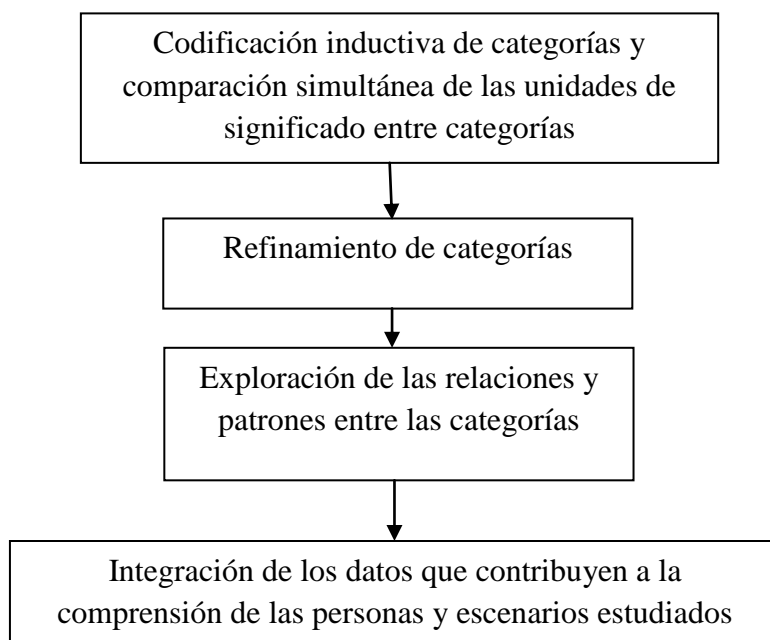 Codificación inductiva de categorías y
comparación simultánea de las unidades de
significado entre categorías
Refinamiento de categorías
Exploración de las relaciones y
patrones entre las categorías
Integración de los datos que contribuyen a la
comprensión de las personas y escenarios estudiados